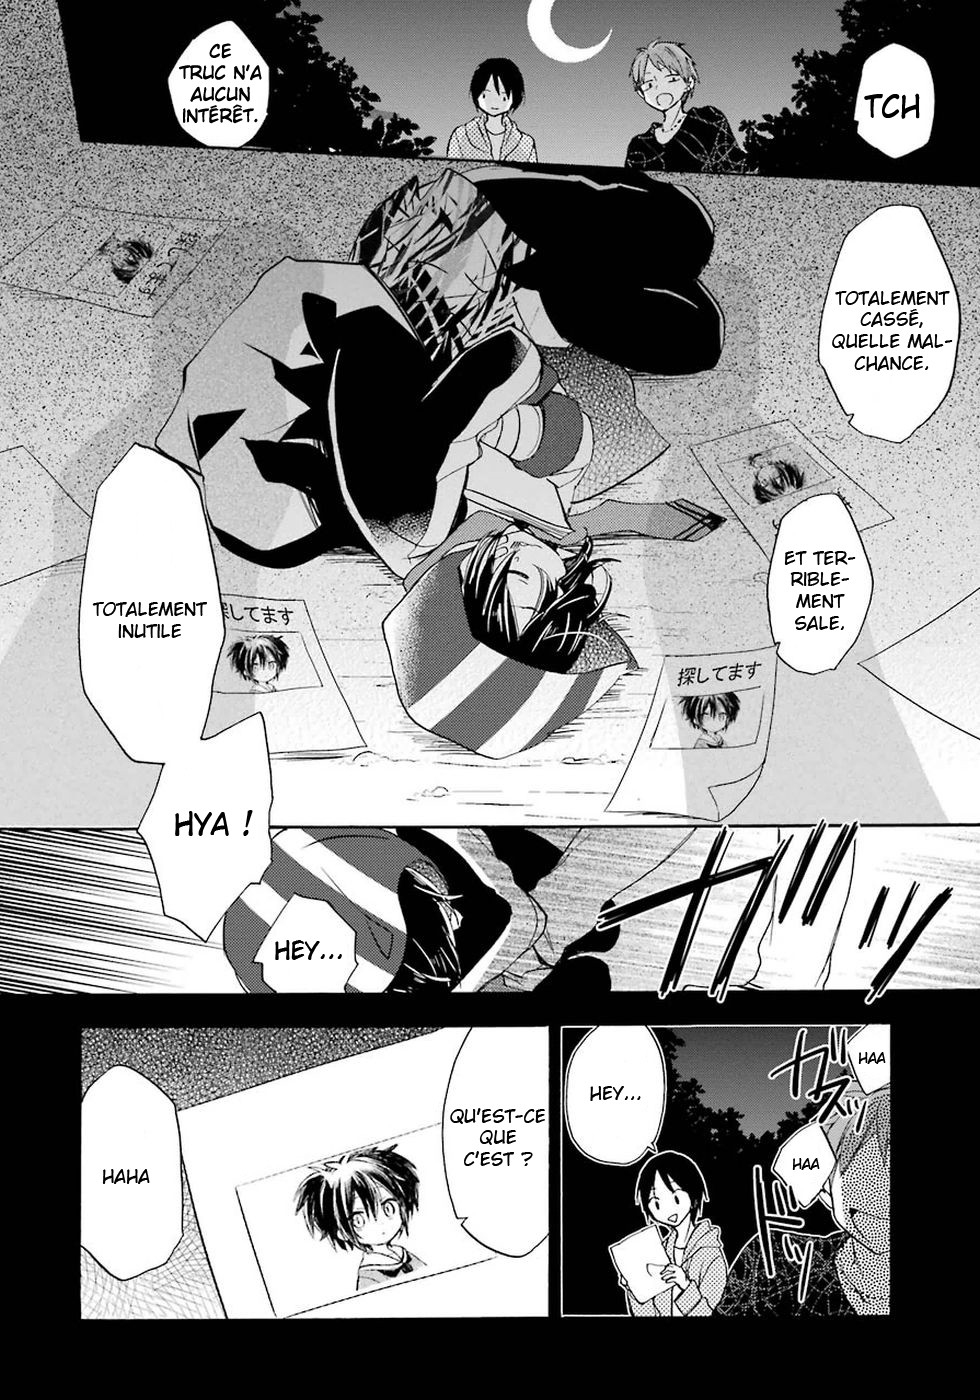 TCH
CE
TRUC N'A
AUCUN
INTÉRÊT.
TOTALEMENT
CASSÉ,
QUELLE MAL-
CHANCE.
ET TER-
RIBLE-
MENT
SALE.
TOTALEMENT
INUTILE
探してます
探してます
HYA !
HEY...
ガッ
HAA
HEY...
HAA
ガスッ
ドッ
QU'EST-CE
QUE
C'EST ?
HAHA